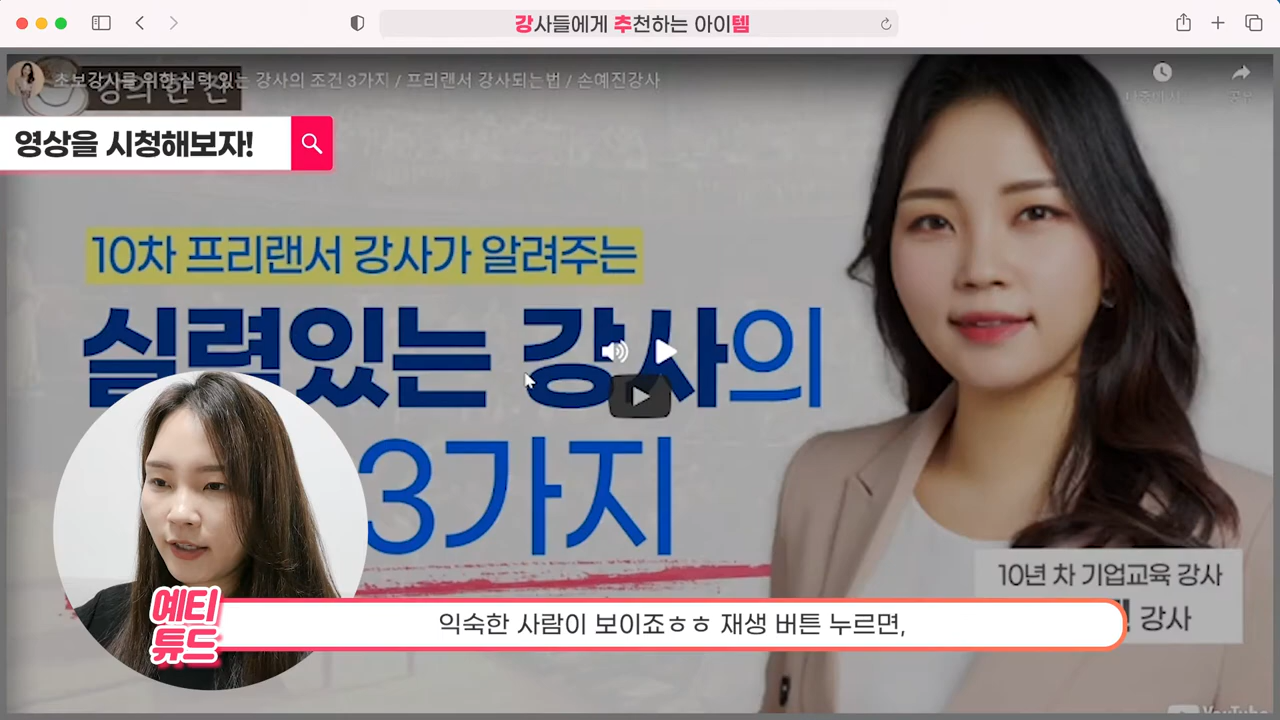 강사들에게 추천하는 아이템
초보강사를 위한 실력 있는 강사의 조건 3가지 / 프리랜서 강사되는법 / 손예진강사
강의 한 잔
영상을 시청해보자!
10차 프리랜서 강사가 알려주는
실력있는 강사의
3가지
10년 차 기업교육 강사
강사
예티
튜드
익숙한 사람이 보이죠ㅎㅎ 재생 버튼 누르면,
YouTube